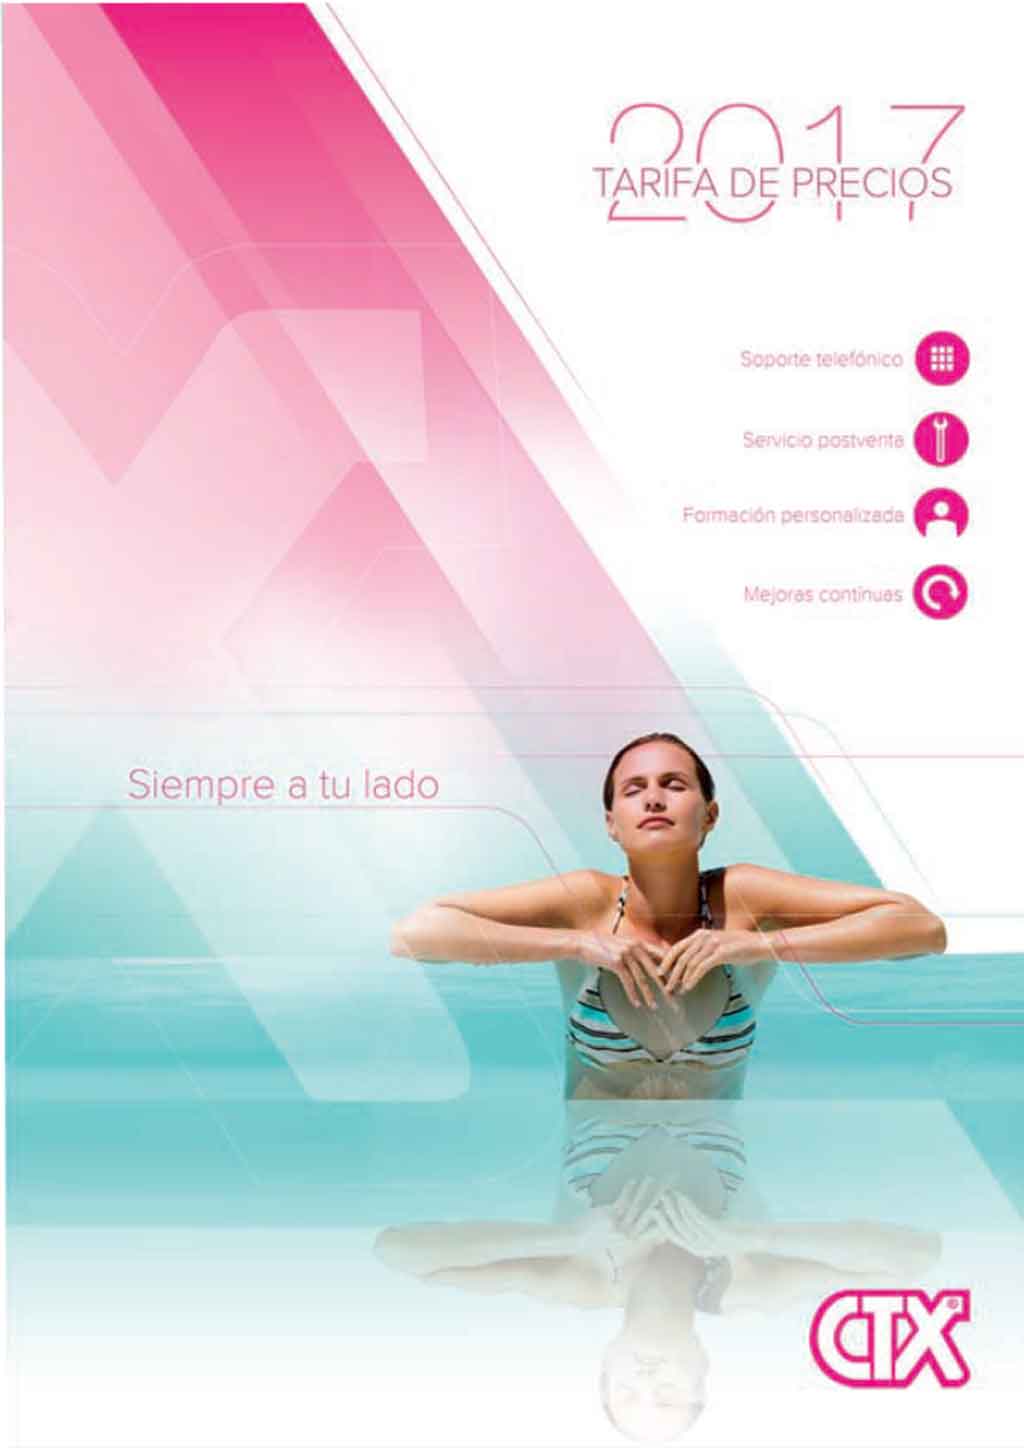 2017
TARIFA DE PRECIOS
Soporte telefónico
Servicio postventa
Formación personalizada
Mejoras continuas
Siempre a tu lado
CTX®